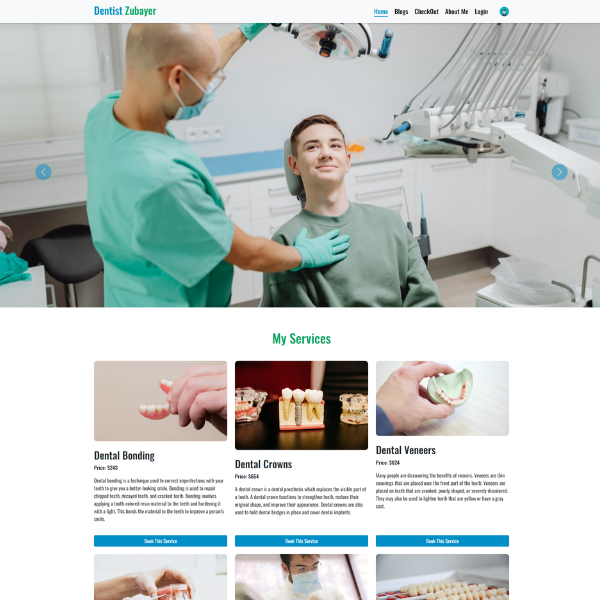 Dentist Zubayer
Home Blogs CheckOut About Me Login
My Services
Dental Bonding
Price: $243
Dental bonding is a technique used to correct imperfections with your
teeth to give you a better-looking smile. Bonding is used to repair
chipped tooth, decayed teeth, and cracked tooth. Bonding involves
applying a tooth-colored resin material to the teeth and hardening it
with a light. This bonds the material to the teeth to improve a person's
smile.
Book This Service
Dental Crowns
Price: $654
A dental crown is a dental prosthesis which replaces the visible part of
a tooth. A dental crown functions to strengthen teeth, restore their
original shape, and improve their appearance. Dental crowns are also
used to hold dental bridges in place and cover dental implants.
Book This Service
Dental Veneers
Price: $624
Many people are discovering the benefits of veneers. Veneers are thin
coverings that are placed over the front part of the tooth. Veneers are
placed on teeth that are crooked, poorly shaped, or severely discolored.
They may also be used to lighten teeth that are yellow or have a gray
cast.
Book This Service